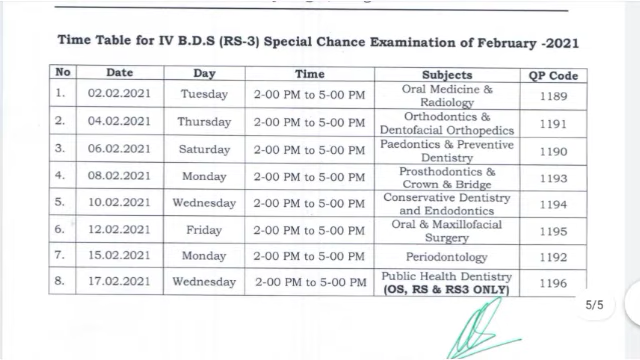 Time Table for IV B.D.S (RS-3) Special Chance Examination of February -2021
No Date Day Time Subjects QP Code
1. 02.02.2021 Tuesday 2-00 PM to 5-00 PM Oral Medicine & Radiology 1189
2. 04.02.2021 Thursday 2-00 PM to 5-00 PM Orthodontics & Dentofacial Orthopedics 1191
3. 06.02.2021 Saturday 2-00 PM to 5-00 PM Paedontics & Preventive Dentistry 1190
4. 08.02.2021 Monday 2-00 PM to 5-00 PM Prosthodontics & Crown & Bridge 1193
5. 10.02.2021 Wednesday 2-00 PM to 5-00 PM Conservative Dentistry and Endodontics 1194
6. 12.02.2021 Friday 2-00 PM to 5-00 PM Oral & Maxillofacial Surgery 1195
7. 15.02.2021 Monday 2-00 PM to 5-00 PM Periodontology 1192
8. 17.02.2021 Wednesday 2-00 PM to 5-00 PM Public Health Dentistry (OS, RS & RS3 ONLY) 1196
5/5